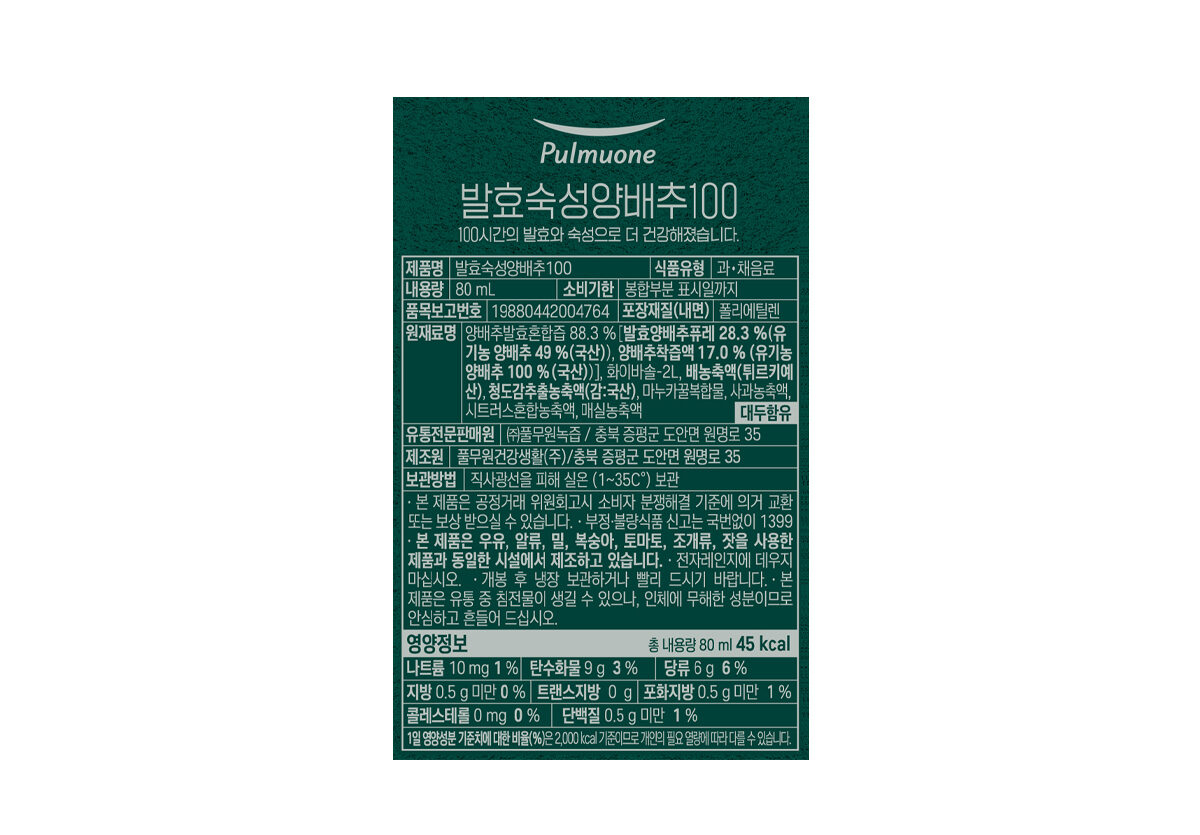 Pulmuone
발효숙성양배추100
100시간의 발효와 숙성으로 더 건강해졌습니다.
제품명 발효숙성양배추100 식품유형 과•채음료
내용량 80 mL 소비기한 봉합부분 표시일까지
품목보고번호 19880442004764 포장재질(내면) 폴리에틸렌
원재료명 양배추발효혼합즙 88.3 %[발효양배추퓨레 28.3 %(유
기농 양배추 49 %(국산)), 양배추착즙액 17.0 % (유기농
양배추 100 %(국산))], 화이바솔-2L, 배농축액(튀르키예
산), 청도감추출농축액(감:국산), 마누카꿀복합물, 사과농축액,
시트러스혼합농축액, 매실농축액 대두함유
유통전문판매원 ㈜풀무원녹즙 / 충북 증평군 도안면 원명로 35
제조원 풀무원건강생활(주)/충북 증평군 도안면 원명로 35
보관방법 직사광선을 피해 실온 (1~35C°) 보관
· 본 제품은 공정거래 위원회고시 소비자 분쟁해결 기준에 의거 교환
또는 보상 받으실 수 있습니다. · 부정·불량식품 신고는 국번없이 1399
· 본 제품은 우유, 알류, 밀, 복숭아, 토마토, 조개류, 잣을 사용한
제품과 동일한 시설에서 제조하고 있습니다. · 전자레인지에 데우지
마십시오. · 개봉 후 냉장 보관하거나 빨리 드시기 바랍니다. · 본
제품은 유통 중 침전물이 생길 수 있으나, 인체에 무해한 성분이므로
안심하고 흔들어 드십시오.
영양정보 총 내용량 80 ml 45 kcal
나트륨 10 mg 1 % 탄수화물 9 g 3 % 당류 6 g 6 %
지방 0.5 g 미만 0 % 트랜스지방 0 g 포화지방 0.5 g 미만 1 %
콜레스테롤 0 mg 0 % 단백질 0.5 g 미만 1 %
1일 영양성분 기준치에 대한 비율(%)은 2,000 kcal 기준이므로 개인의 필요 열량에 따라 다를 수 있습니다.